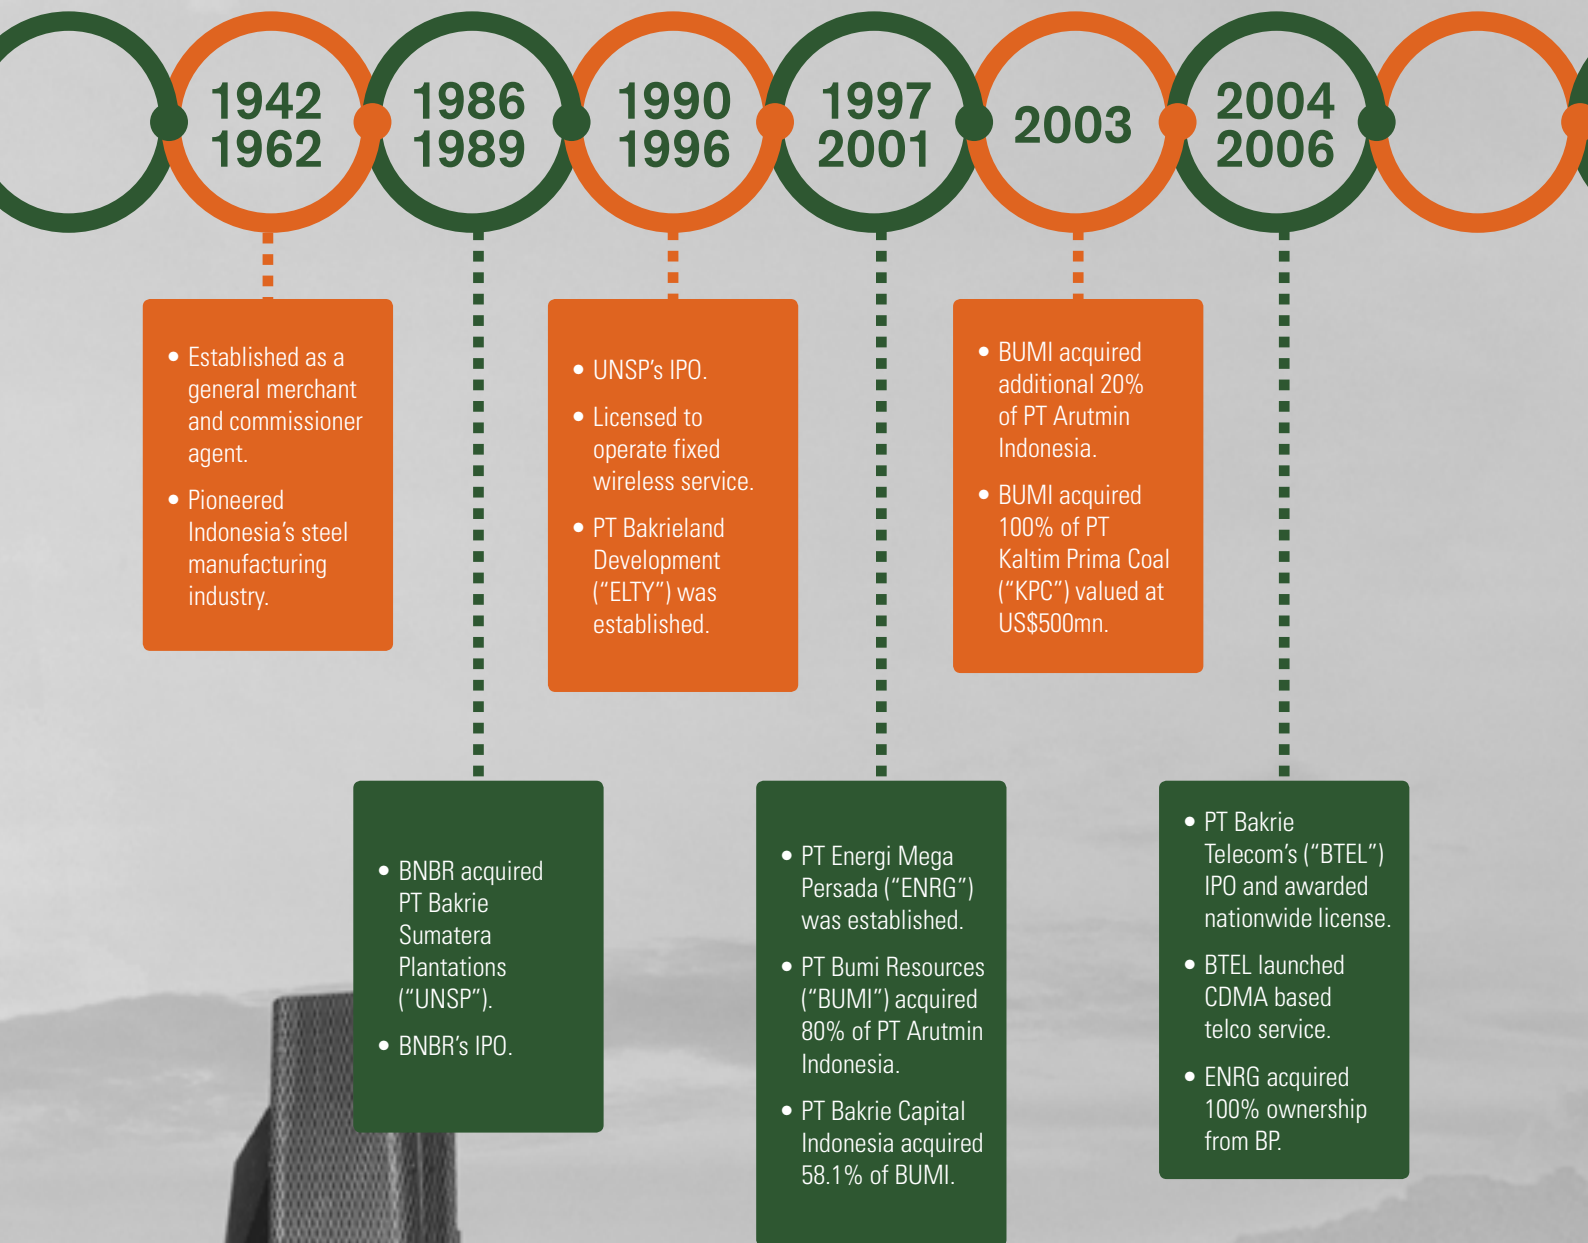 1942
1962
1986
1989
1990
1996
1997
2001
2003
2004
2006
• Established as a
general merchant
and commissioner
agent.
• Pioneered
Indonesia’s steel
manufacturing
industry.
• UNSP’s IPO.
• Licensed to
operate fixed
wireless service.
• PT Bakrieland
Development
(“ELTY”) was
established.
• BUMI acquired
additional 20%
of PT Arutmin
Indonesia.
• BUMI acquired
100% of PT
Kaltim Prima Coal
(“KPC”) valued at
US$500mn.
• BNBR acquired
PT Bakrie
Sumatera
Plantations
(“UNSP”).
• BNBR’s IPO.
• PT Energi Mega
Persada (“ENRG”)
was established.
• PT Bumi Resources
(“BUMI”) acquired
80% of PT Arutmin
Indonesia.
• PT Bakrie Capital
Indonesia acquired
58.1% of BUMI.
• PT Bakrie
Telecom’s (“BTEL”)
IPO and awarded
nationwide license.
• BTEL launched
CDMA based
telco service.
• ENRG acquired
100% ownership
from BP.